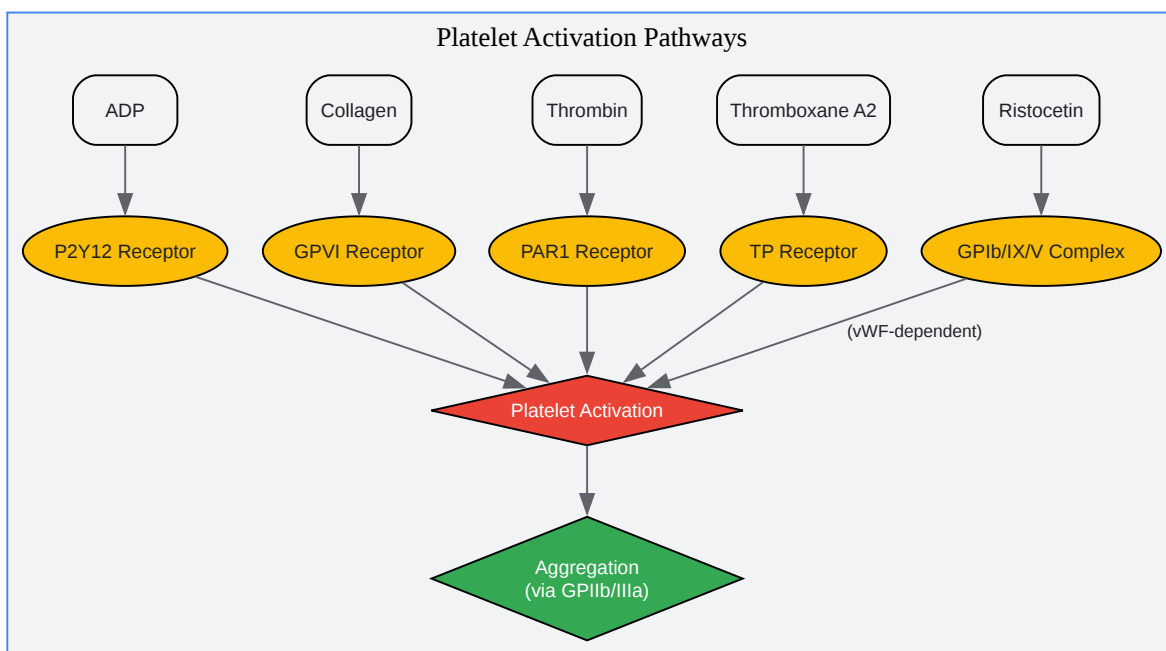 Platelet Activation Pathways
ADP
Collagen
Thrombin
Thromboxane A2
Ristocetin
P2Y12 Receptor
GPVI Receptor
PAR1 Receptor
TP Receptor
GPIb/IX/V Complex
(vWF-dependent)
Platelet Activation
Aggregation
(via GPIIb/IIIa)